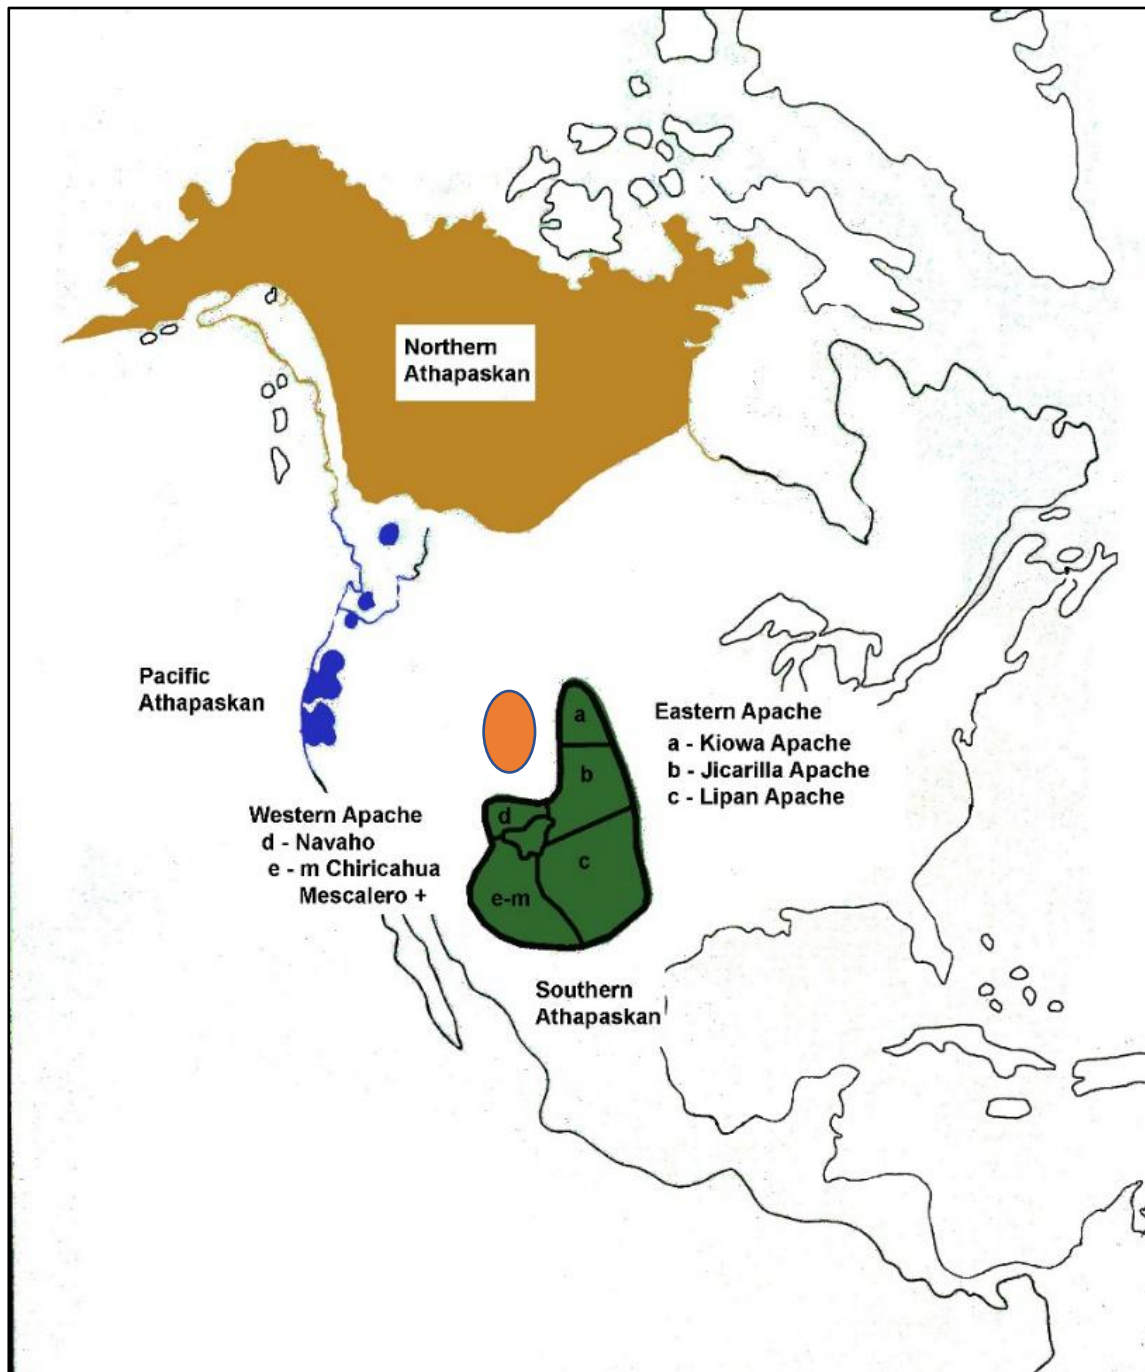 Northern
Athapaskan
Pacific
Athapaskan
Eastern Apache
a - Kiowa Apache
b - Jicarilla Apache
c - Lipan Apache
Western Apache
d - Navaho
e - m Chiricahua
Mescalero +
a
b
d
c
e-m
Southern
Athapaskan